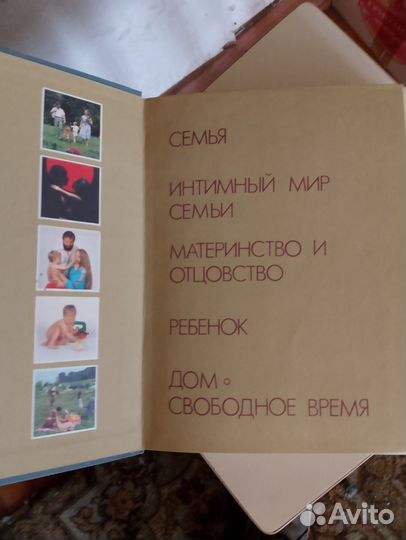 СЕМЬЯ
ИНТИМНЫЙ МИР
СЕМЬИ
МАТЕРИНСТВО И
ОТЦОВСТВО
РЕБЕНОК
ДОМ
СВОБОДНОЕ ВРЕМЯ
Avito